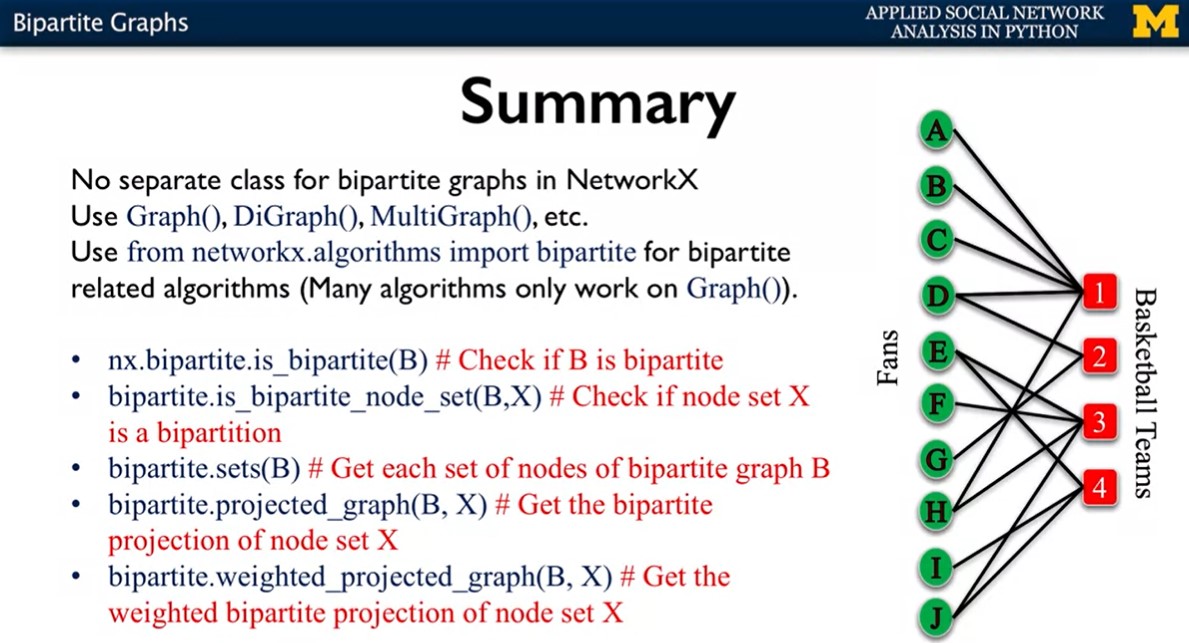 Bipartite Graphs
APPLIED SOCIAL NETWORK
ANALYSIS IN PYTHON
M
Summary
No separate class for bipartite graphs in NetworkX
Use Graph(), DiGraph(), MultiGraph(), etc.
Use from networkx.algorithms import bipartite for bipartite
related algorithms (Many algorithms only work on Graph()).
• nx.bipartite.is_bipartite(B) # Check if B is bipartite
• bipartite.is_bipartite_node_set(B,X) # Check if node set X
is a bipartition
• bipartite.sets(B) # Get each set of nodes of bipartite graph B
• bipartite.projected_graph(B, X) # Get the bipartite
projection of node set X
• bipartite.weighted_projected_graph(B, X) # Get the
weighted bipartite projection of node set X
Fans
A
B
C
D
E
F
G
H
I
J
1
2
3
4
Basketball Teams